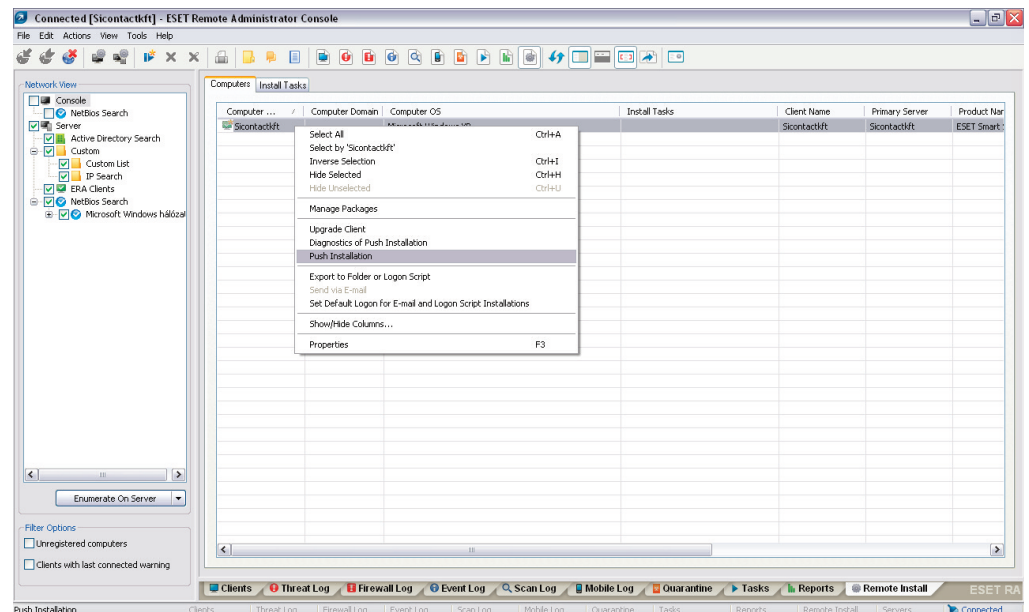 Connected [Sicontactkft] - ESET Remote Administrator Console
File Edit Actions View Tools Help
Network View
Console
NetBios Search
Server
Active Directory Search
Custom
Custom List
IP Search
ERA Clients
NetBios Search
Microsoft Windows hálózat
Enumerate On Server
Filter Options
Unregistered computers
Clients with last connected warning
Computers Install Tasks
Computer ... Computer Domain Computer OS Install Tasks Client Name Primary Server Product Nar
Sicontactkft Microsoft Windows XP Sicontactkft Sicontactkft ESET Smart
Select All Ctrl+A
Select by 'Sicontactkft'
Inverse Selection Ctrl+I
Hide Selected Ctrl+H
Hide Unselected Ctrl+U
Manage Packages
Upgrade Client
Diagnostics of Push Installation
Push Installation
Export to Folder or Logon Script
Send via E-mail
Set Default Logon for E-mail and Logon Script Installations
Show/Hide Columns...
Properties F3
Clients Threat Log Firewall Log Event Log Scan Log Mobile Log Quarantine Tasks Reports Remote Install ESET RA
Push Installation Clients Threat Log Firewall Log Event Log Scan Log Mobile Log Quarantine Tasks Reports Remote Install Servers Connected